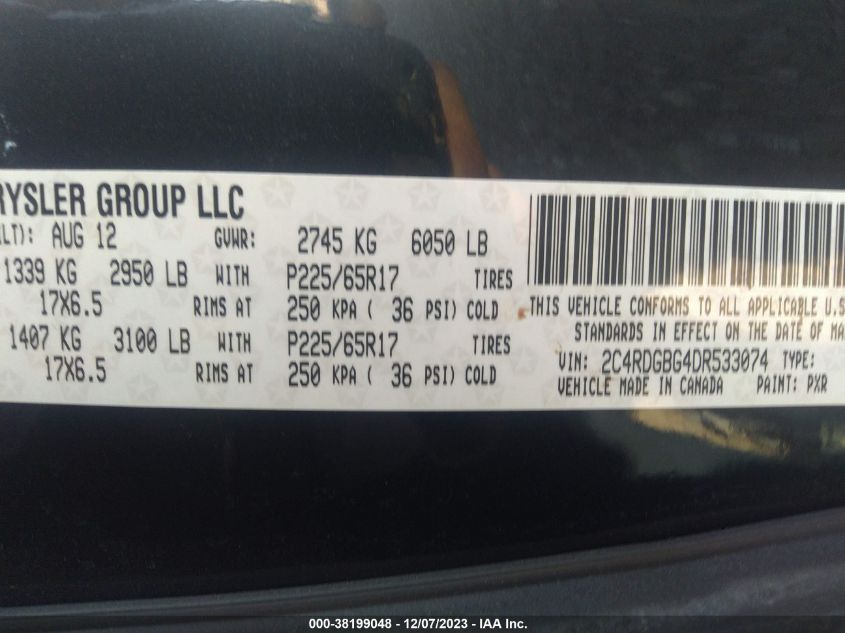 RYSLER GROUP LLC
LT): AUG 12 GVWR: 2745 KG 6050 LB
1339 KG 2950 LB WITH P225/65R17 TIRES
17X6.5 RIMS AT 250 KPA ( 36 PSI) COLD
1407 KG 3100 LB WITH P225/65R17 TIRES
17X6.5 RIMS AT 250 KPA ( 36 PSI) COLD
THIS VEHICLE CONFORMS TO ALL APPLICABLE U.S
STANDARDS IN EFFECT ON THE DATE OF MA
VIN: 2C4RDGBG4DR533074 TYPE:
VEHICLE MADE IN CANADA PAINT: PXR
000-38199048 - 12/07/2023 - IAA Inc.